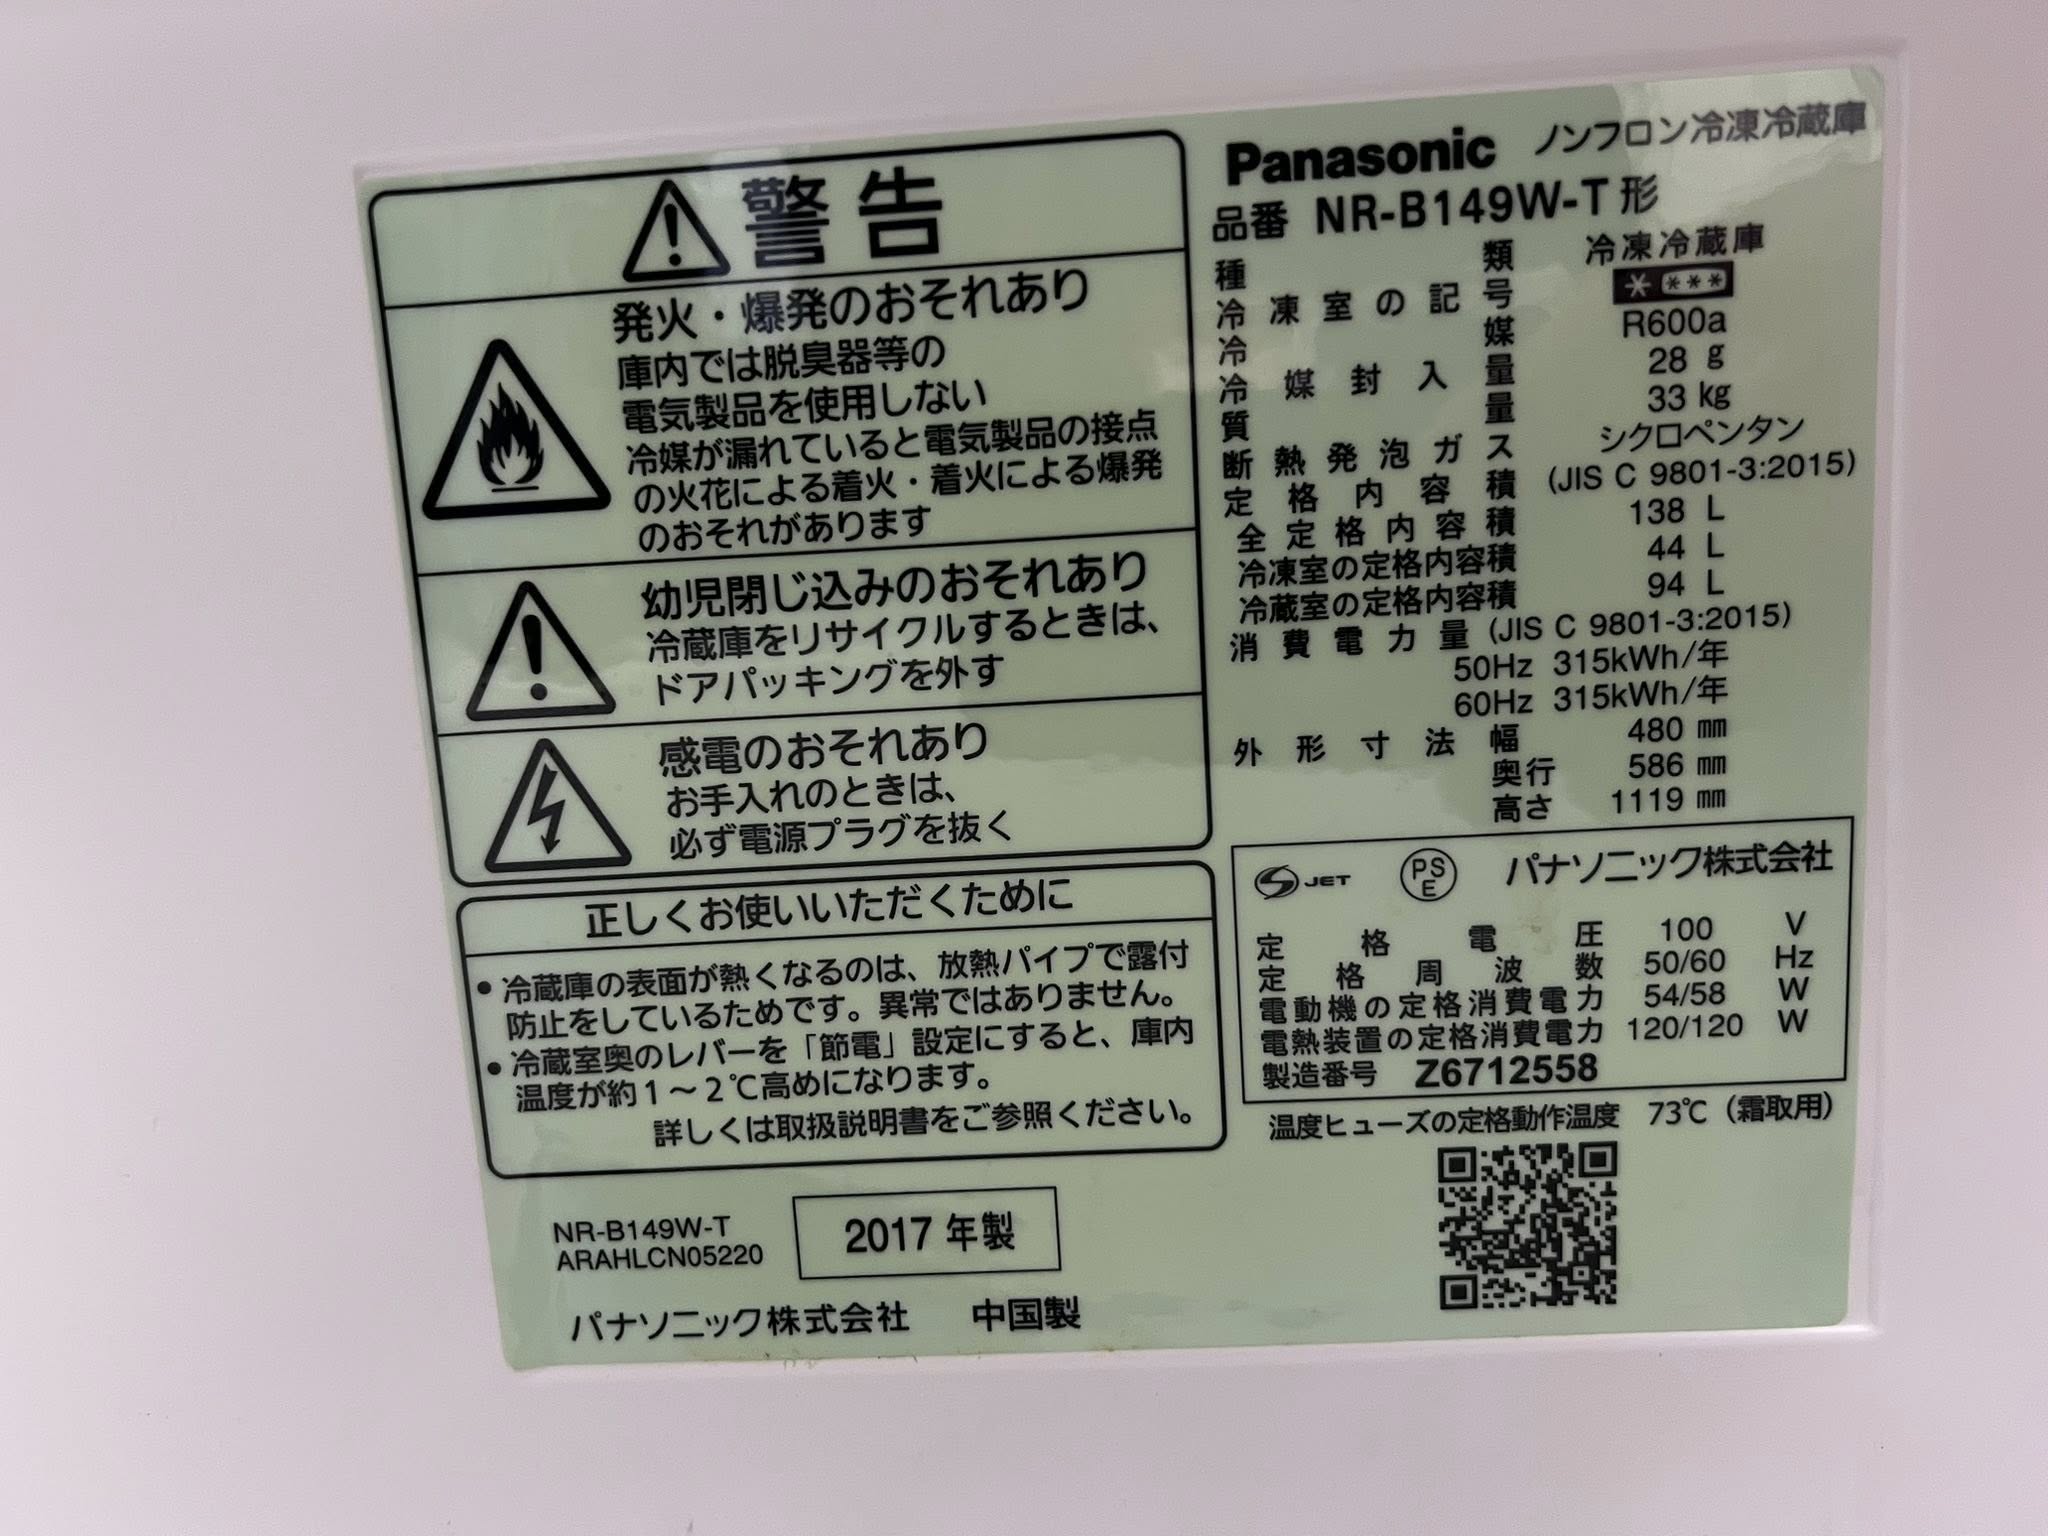 警告
発火・爆発のおそれあり
庫内では脱臭器等の
電気製品を使用しない
冷媒が漏れていると電気製品の接点
の火花による着火・着火による爆発
のおそれがあります
幼児閉じ込みのおそれあり
冷蔵庫をリサイクルするときは、
ドアパッキングを外す
感電のおそれあり
お手入れのときは、
必ず電源プラグを抜く
正しくお使いいただくために
・冷蔵庫の表面が熱くなるのは、放熱パイプで露付
防止をしているためです。異常ではありません。
・冷蔵室奥のレバーを「節電」設定にすると、庫内
温度が約1～2℃高めになります。
詳しくは取扱説明書をご参照ください。
NR-B149W-T
ARAHLCN05220
2017年製
パナソニック株式会社 中国製
Panasonic ノンフロン冷凍冷蔵庫
品番 NR-B149W-T形
種類 冷凍冷蔵庫
冷凍室の記号 * ***
冷媒 R600a
冷媒封入量 28 g
質量 33 kg
断熱発泡ガス シクロペンタン
定格内容積 (JIS C 9801-3:2015)
全定格内容積 138 L
冷凍室の定格内容積 44 L
冷蔵室の定格内容積 94 L
消費電力量 (JIS C 9801-3:2015)
50Hz 315kWh/年
60Hz 315kWh/年
外形寸法 幅 480 mm
奥行 586 mm
高さ 1119 mm
S JET PSE パナソニック株式会社
定格電圧 100 V
定格周波数 50/60 Hz
電動機の定格消費電力 54/58 W
電熱装置の定格消費電力 120/120 W
製造番号 Z6712558
温度ヒューズの定格動作温度 73℃(霜取用)